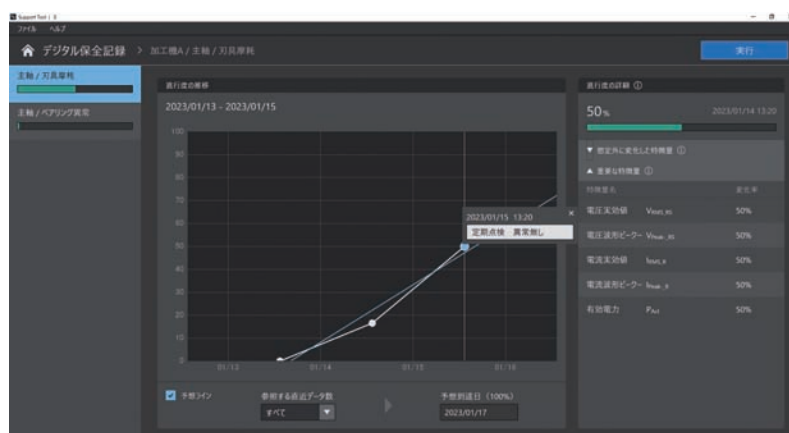 Support Tool | II
ファイル ヘルプ
デジタル保全記録 > 加工機A / 主軸 / 刃具摩耗
実行
主軸 / 刃具摩耗
主軸 / ベアリング異常
進行度の推移
2023/01/13 - 2023/01/15
100
90
80
70
60
50
40
30
20
10
0
01/13 01/14 01/15 01/16
2023/01/15 13:20 ×
定期点検 異常無し
予想ライン
参照する直近データ数
すべて
予想到達日 (100%)
2023/01/17
進行度の詳細
50%
2023/01/14 13:20
▼ 想定外に変化した特徴量
▲ 重要な特徴量
特徴量名 変化率
電圧実効値 VRMS_RS 50%
電圧波形ピーク- VPeak-_RS 50%
電流実効値 IRMS_R 50%
電流波形ピーク- IPeak-_R 50%
有効電力 50%